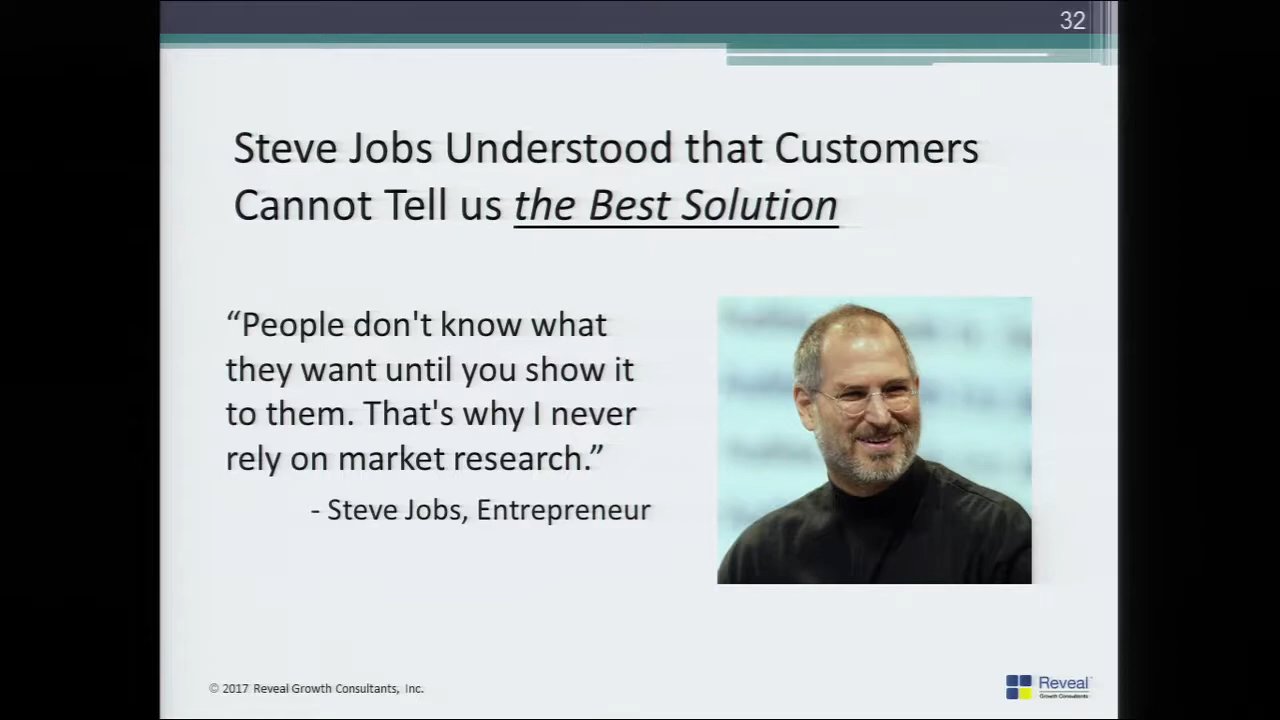 32
Steve Jobs Understood that Customers
Cannot Tell us the Best Solution
“People don't know what
they want until you show it
to them. That's why I never
rely on market research.”
- Steve Jobs, Entrepreneur
© 2017 Reveal Growth Consultants, Inc.
Reveal
Growth Consultants